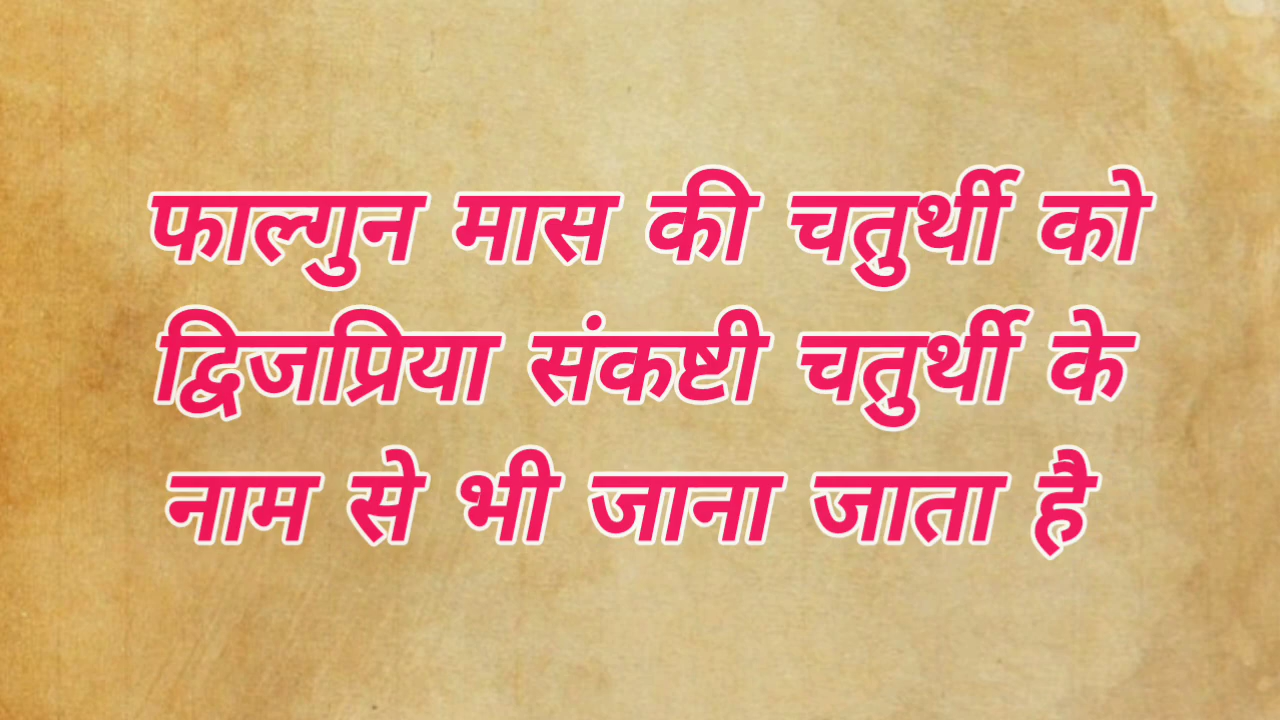 फाल्गुन मास की चतुर्थी को
द्विजप्रिया संकष्टी चतुर्थी के
नाम से भी जाना जाता है